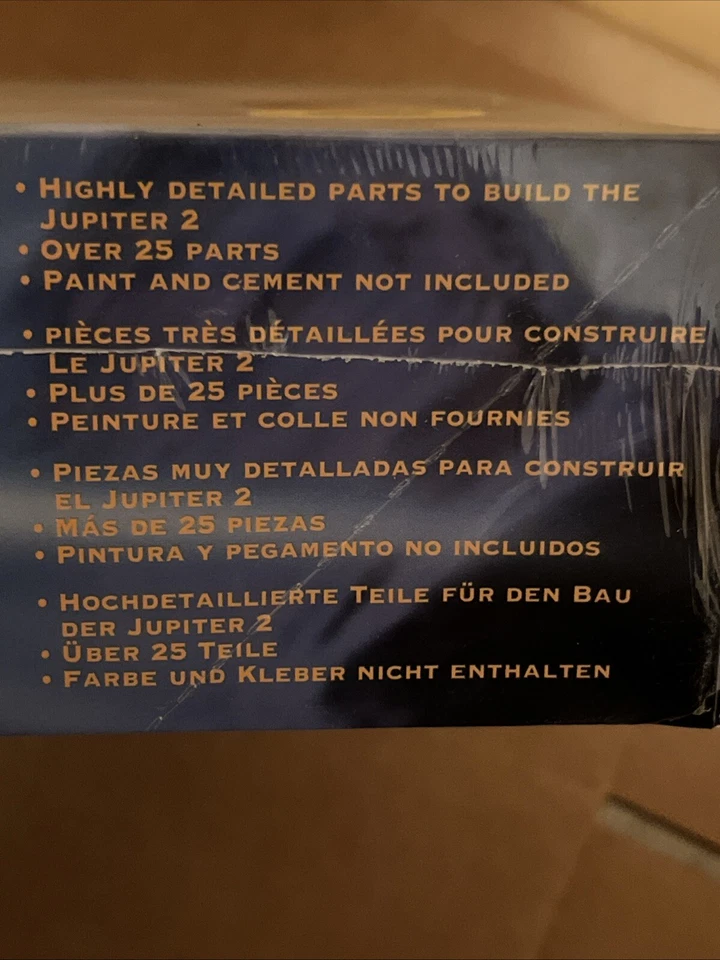 • HIGHLY DETAILED PARTS TO BUILD THE
JUPITER 2
• OVER 25 PARTS
• PAINT AND CEMENT NOT INCLUDED
• PIÈCES TRÈS DÉTAILLÉES POUR CONSTRUIRE
LE JUPITER 2
• PLUS DE 25 PIÈCES
• PEINTURE ET COLLE NON FOURNIES
• PIEZAS MUY DETALLADAS PARA CONSTRUIR
EL JUPITER 2
• MÁS DE 25 PIEZAS
• PINTURA Y PEGAMENTO NO INCLUIDOS
• HOCHDETAILLIERTE TEILE FÜR DEN BAU
DER JUPITER 2
• ÜBER 25 TEILE
• FARBE UND KLEBER NICHT ENTHALTEN